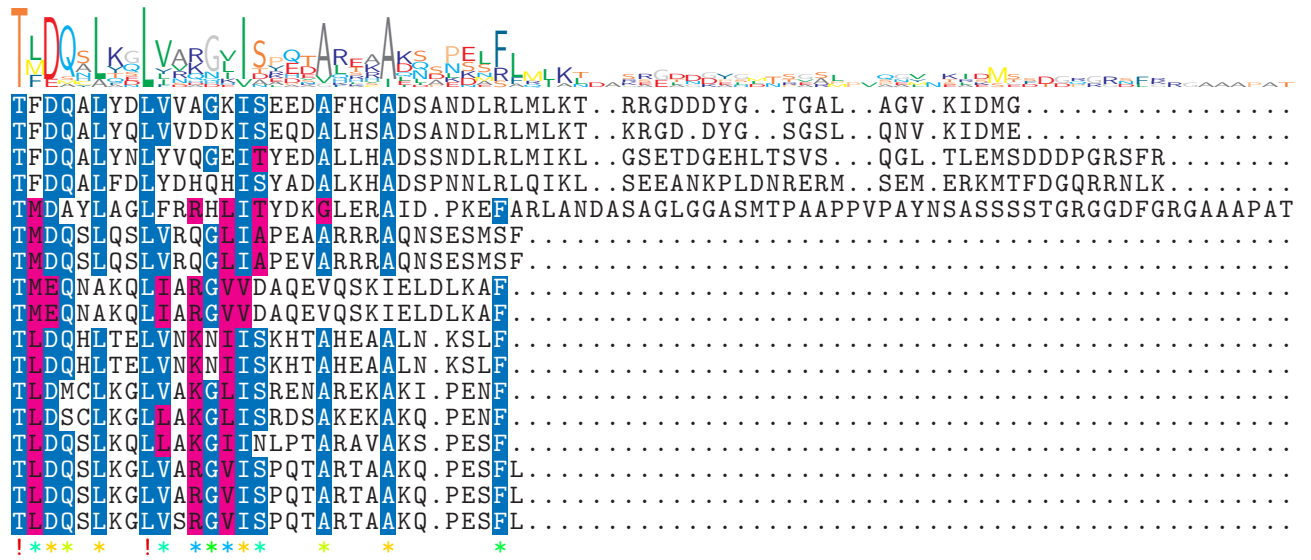 TFDQALYDLVVAGKISEEDAFHCADSANDLRLMLKT..RRGDDDYG..TGAL..AGV.KIDMG.................
TFDQALYQLVVDDKISEQDALHSADSANDLRLMLKT..KRGD.DYG..SGSL..QNV.KIDME.................
TFDQALYNLYVQGEITYEDALLHADSSNDLRLMIKL..GSETDGEHLTSVS...QGL.TLEMSDDDPGRSFR........
TFDQALFDLYDHQHISYADALKHADSPNNLRLQIKL..SEEANKPLDNRERM..SEM.ERKMTFDGQRRNLK........
TMDAYLAGLFRRHLITYDKGLERAID.PKEFARLANDASAGLGGASMTPAAPPVPAYNSASSSSTGRGGDFGRGAAAPAT
TMDQSLQSLVRQGLIAPEAARRRAQNSESMSF................................................
TMDQSLQSLVRQGLIAPEVARRRAQNSESMSF................................................
TMEQNAKQLIARGVVDAQEVQSKIELDLKAF.................................................
TMEQNAKQLIARGVVDAQEVQSKIELDLKAF.................................................
TLDQHLTELVNKNIISKHTAHEAALN.KSLF.................................................
TLDQHLTELVNKNIISKHTAHEAALN.KSLF.................................................
TLDMCLKGLVAKGLISRENAREKAKI.PENF.................................................
TLDSCLKGLLAKGLISRDSAKEKAKQ.PENF.................................................
TLDQSLKQLLAKGIINLPTARAVAKS.PESF.................................................
TLDQSLKGLVARGVISPQTARTAAKQ.PESFL................................................
TLDQSLKGLVARGVISPQTARTAAKQ.PESFL................................................
TLDQSLKGLVSRGVISPQTARTAAKQ.PESFL................................................
!*** *  !* *****   *   *      *